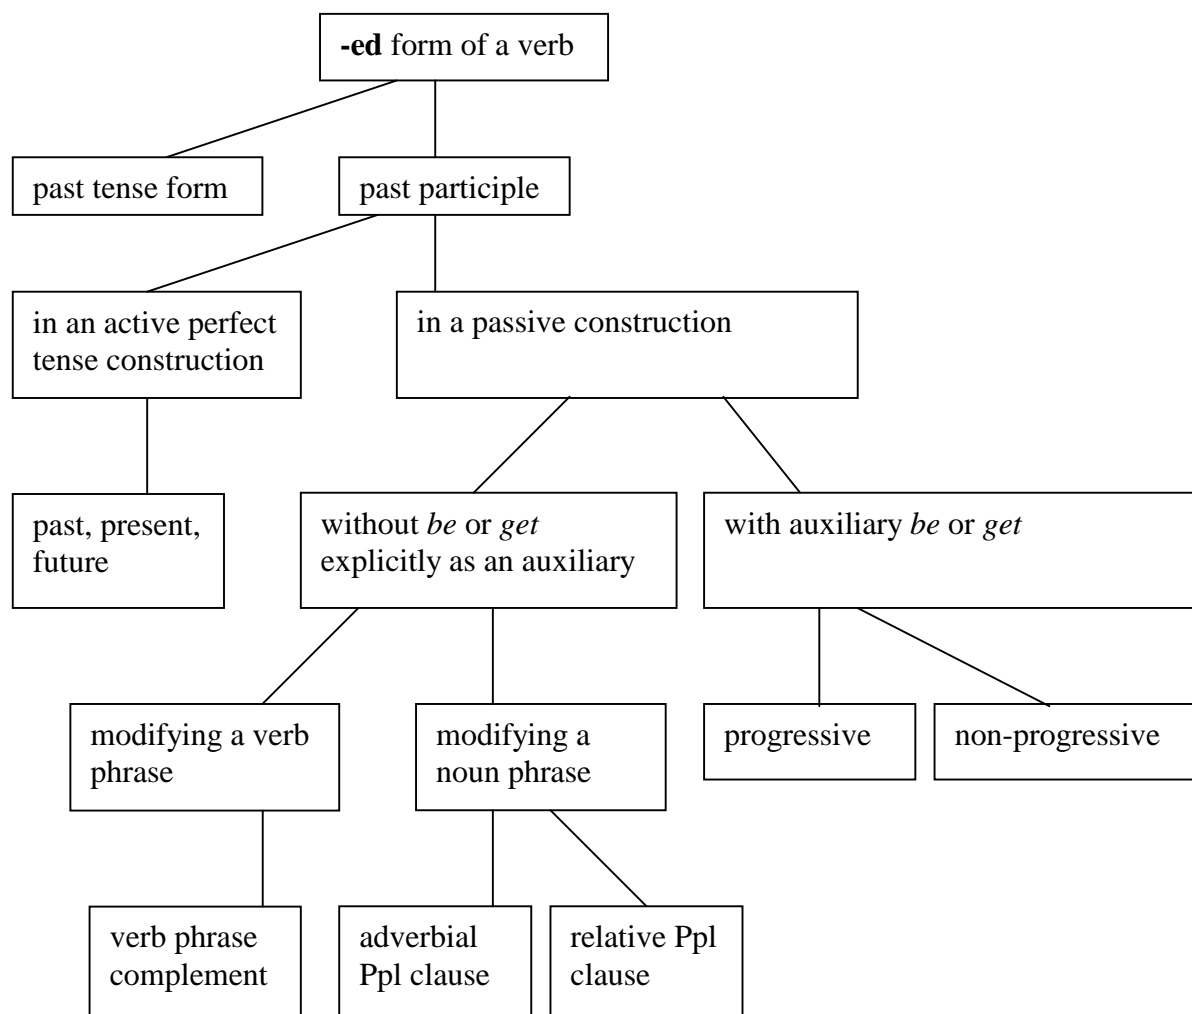 -ed form of a verb
past tense form
past participle
in an active perfect
tense construction
in a passive construction
past, present,
future
without be or get
explicitly as an auxiliary
with auxiliary be or get
modifying a verb
phrase
modifying a
noun phrase
progressive
non-progressive
verb phrase
complement
adverbial
Ppl clause
relative Ppl
clause